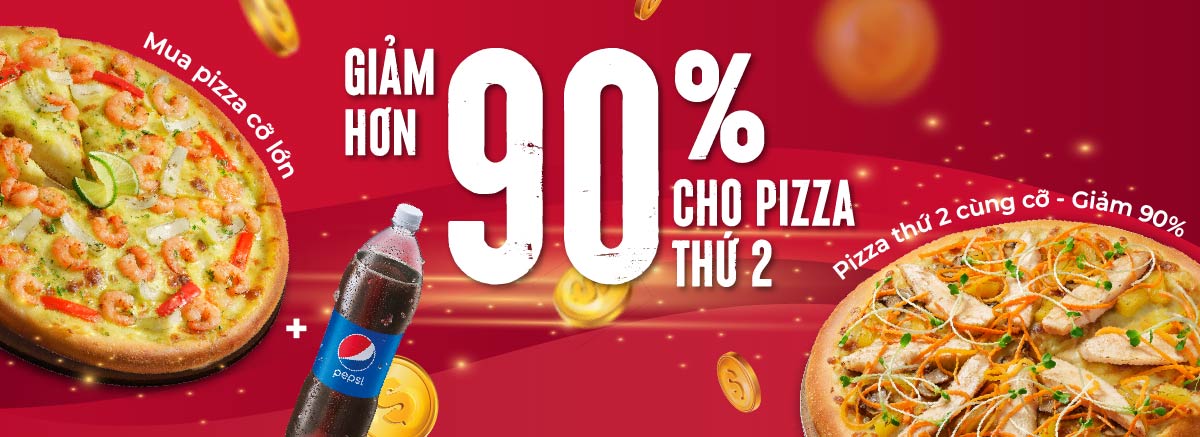 Mua pizza cỡ lớn
GIẢM
HƠN
90%
CHO PIZZA
THỨ 2
Pizza thứ 2 cùng cỡ - Giảm 90%
+
pepsi